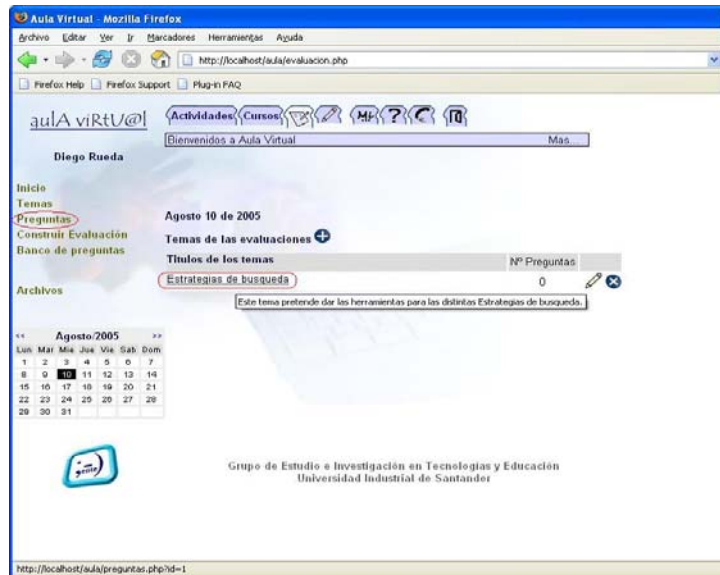 Aula Virtual - Mozilla Firefox
Archivo Editar Ver Ir Marcadores Herramientas Ayuda
http://localhost/aula/evaluacion.php
Firefox Help Firefox Support Plug-in FAQ
aulA viRtU@l
Actividades Cursos
Bienvenidos a Aula Virtual Mas...
Diego Rueda
Inicio
Temas
Preguntas
Construir Evaluación
Banco de preguntas
Archivos
Agosto 10 de 2005
Temas de las evaluaciones
Titulos de los temas Nº Preguntas
Estrategias de busqueda 0
Este tema pretende dar las herramientas para las distintas Estrategias de busqueda.
<< Agosto/2005 >>
Lun Mar Mie Jue Vie Sab Dom
1 2 3 4 5 6 7
8 9 10 11 12 13 14
15 16 17 18 19 20 21
22 23 24 25 26 27 28
29 30 31
Grupo de Estudio e Investigación en Tecnologías y Educación
Universidad Industrial de Santander
http://localhost/aula/preguntas.php?id=1